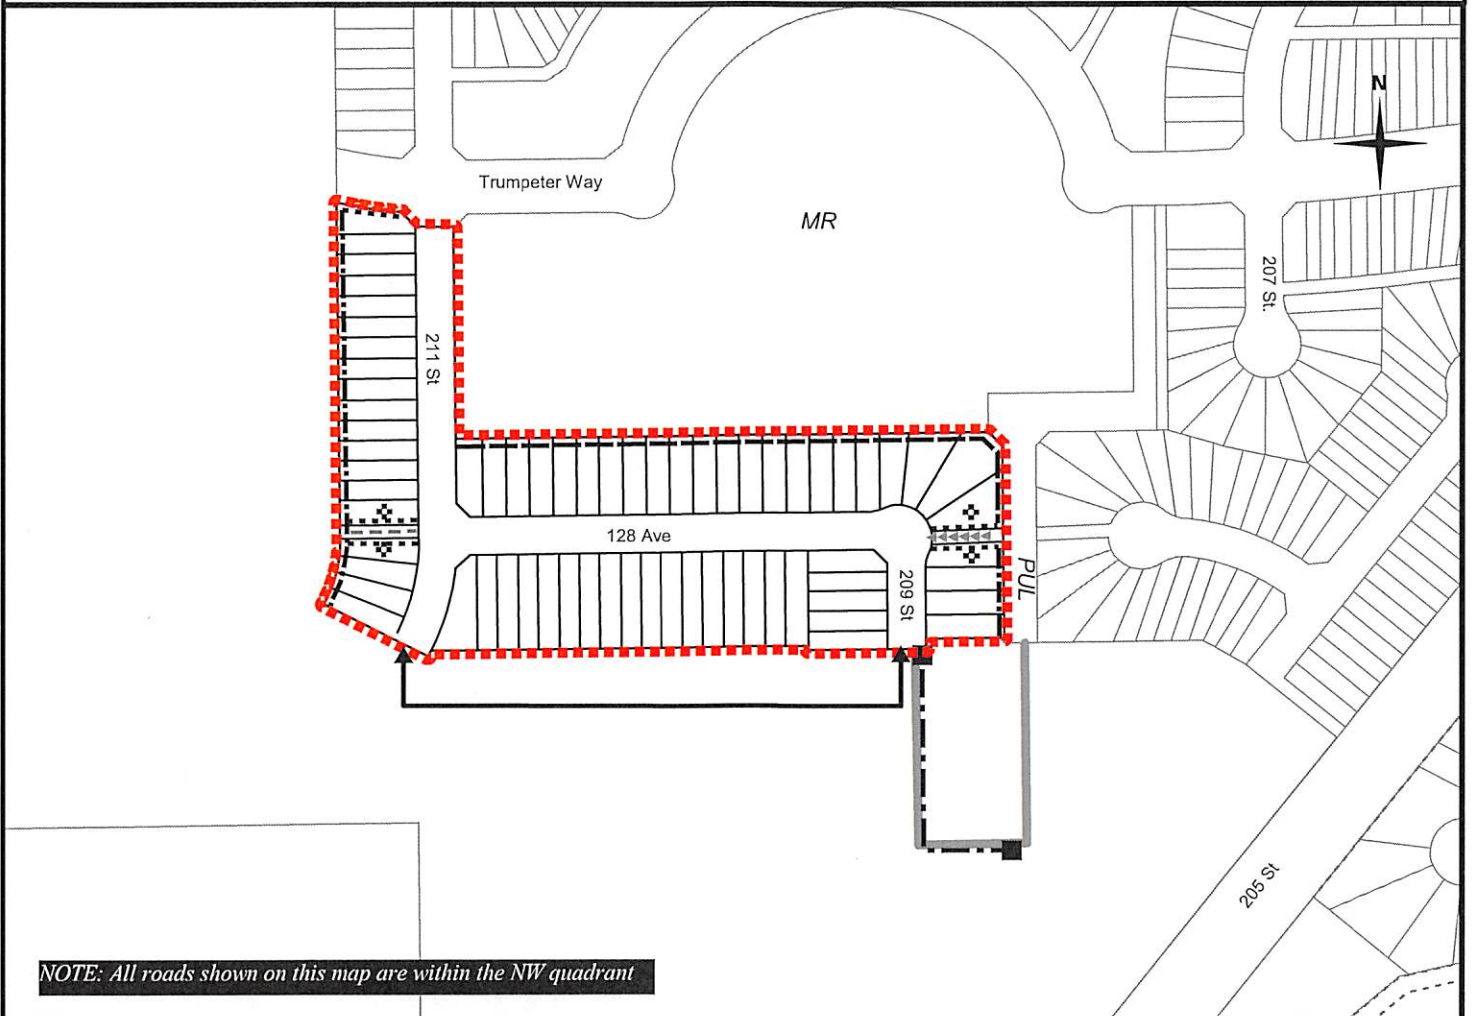 N
Trumpeter Way
MR
207 St.
211 St
128 Ave
209 St
PUL
205 St
NOTE: All roads shown on this map are within the NW quadrant